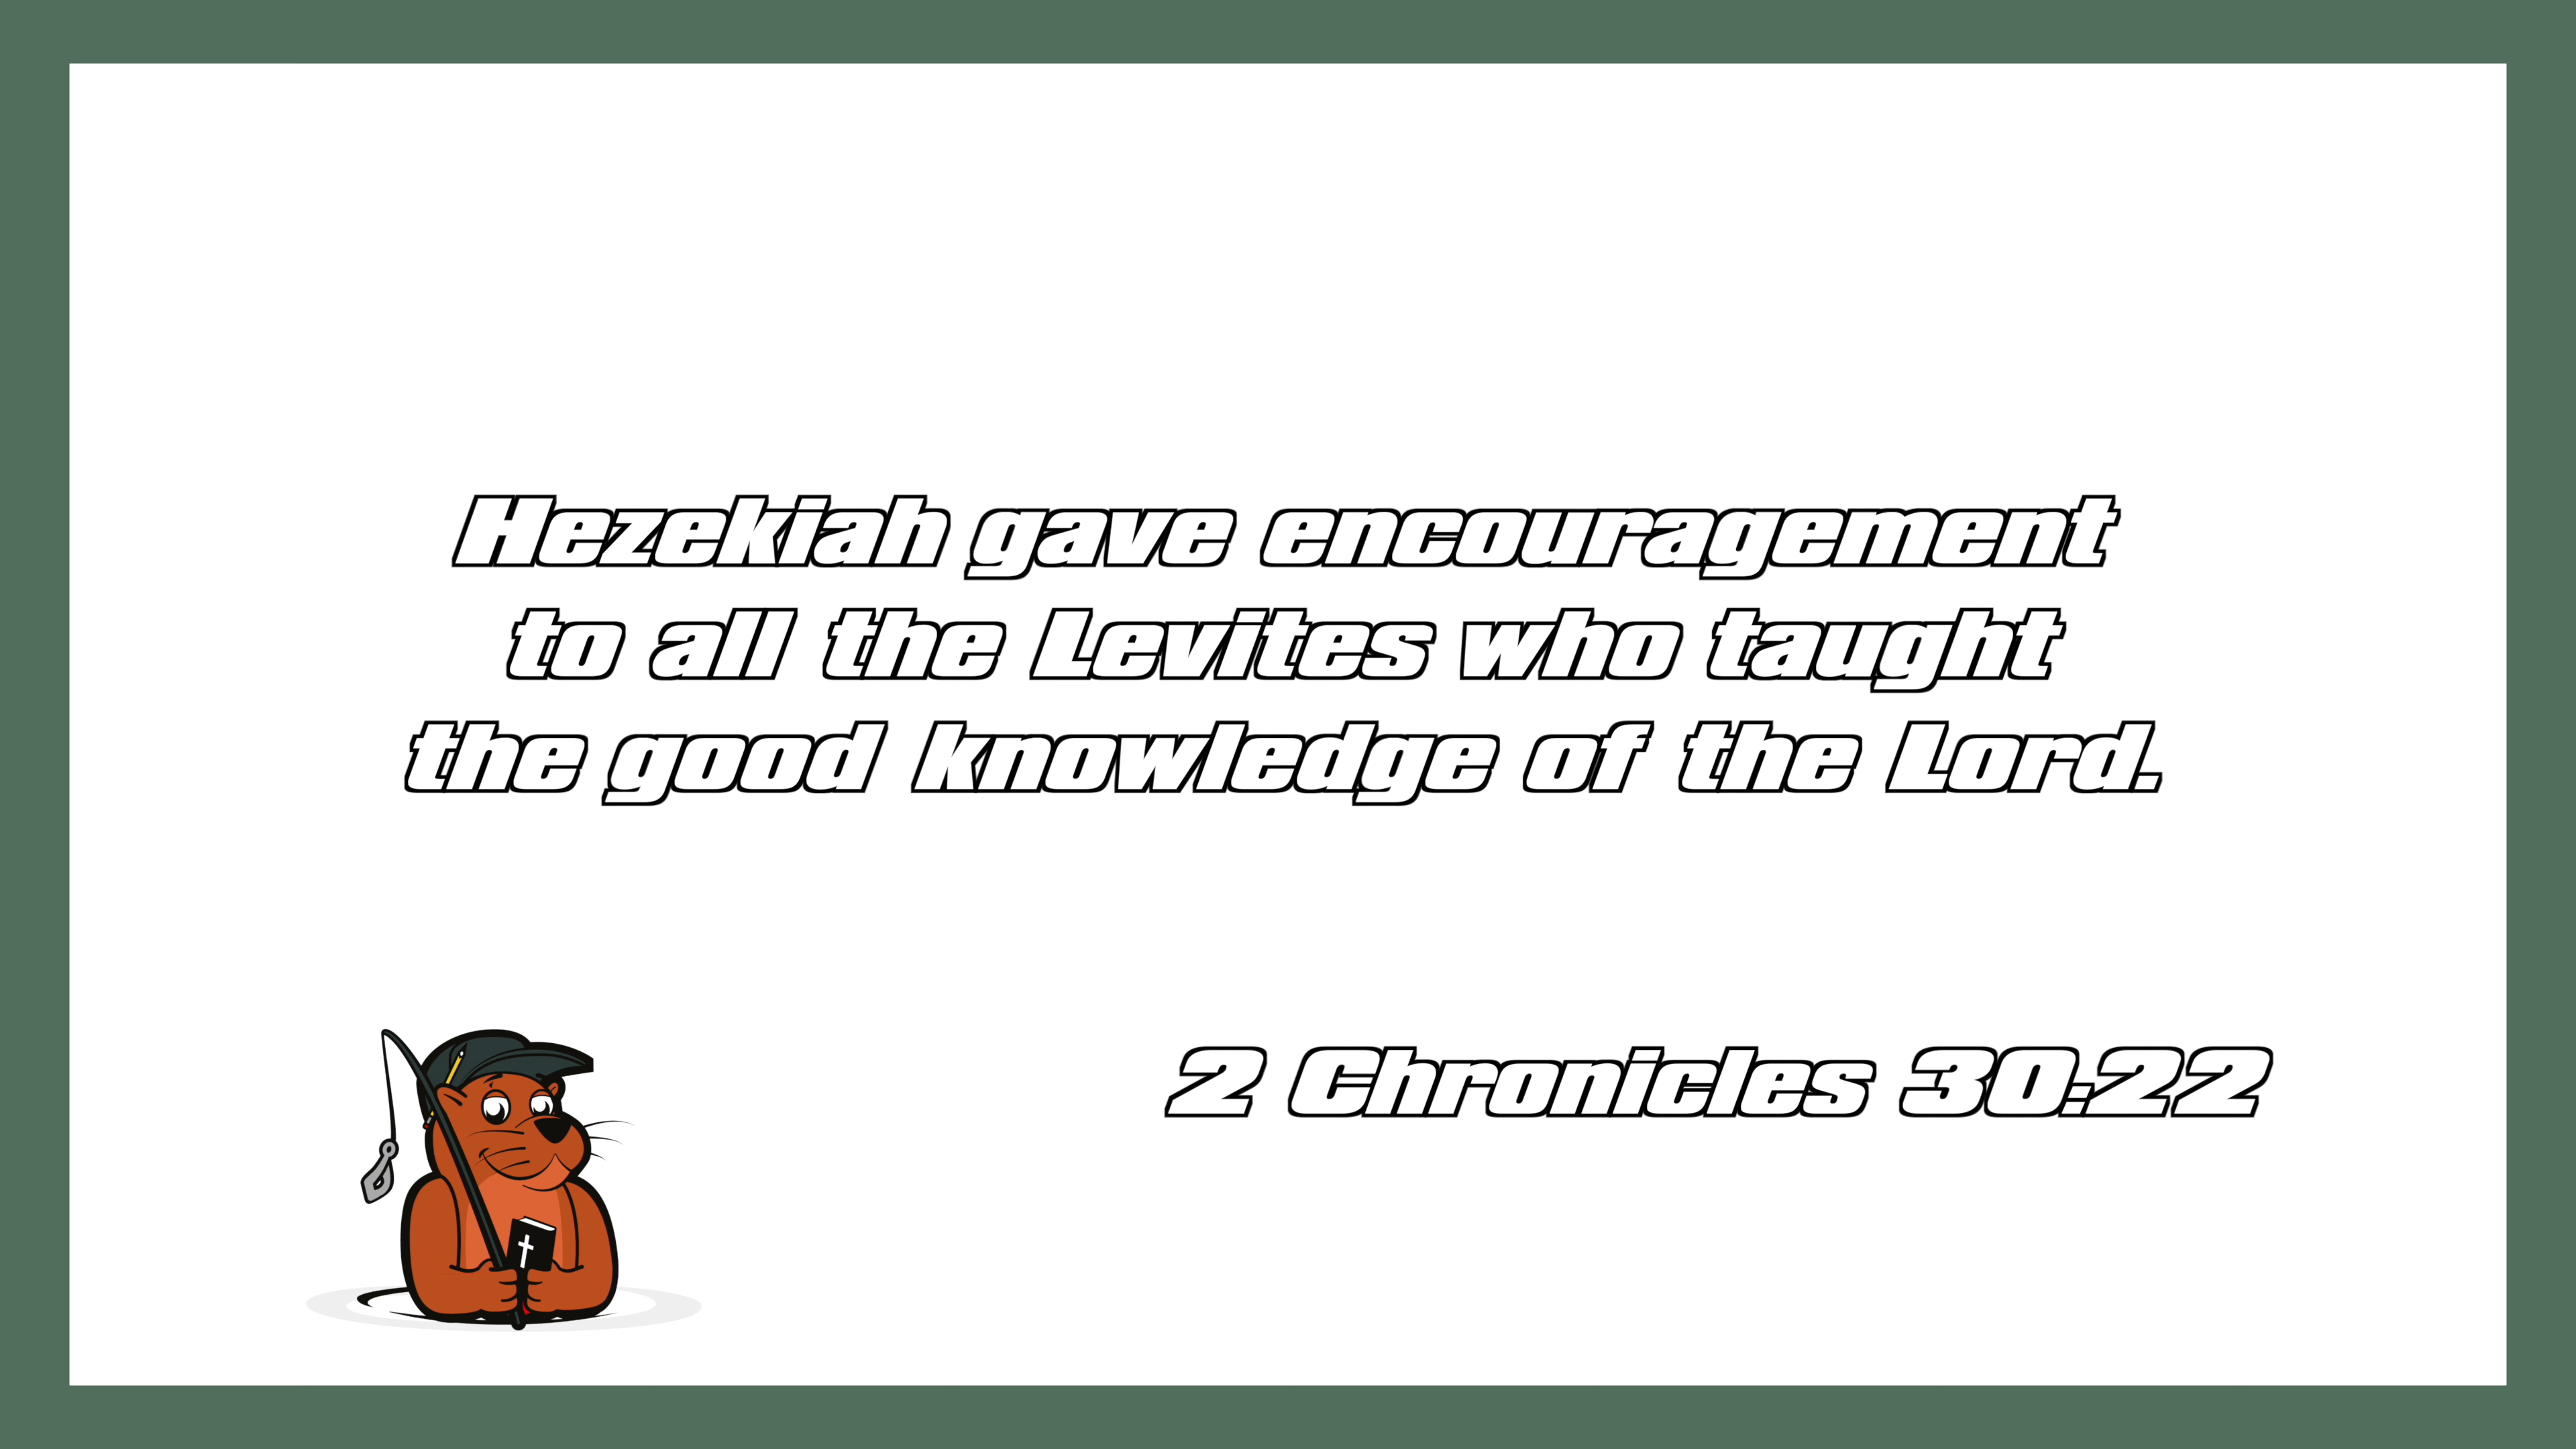 Hezekiah gave encouragement
to all the Levites who taught
the good knowledge of the Lord.
2 Chronicles 30:22